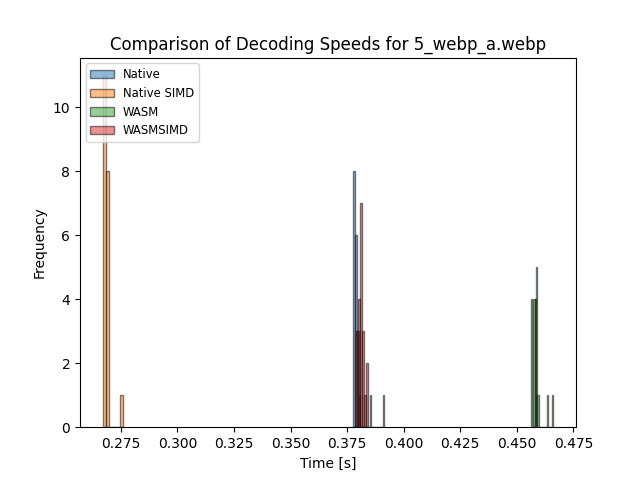 Comparison of Decoding Speeds for 5_webp_a.webp
Native
Native SIMD
WASM
WASMSIMD
10
8
6
4
2
0
Frequency
0.275 0.300 0.325 0.350 0.375 0.400 0.425 0.450 0.475
Time [s]